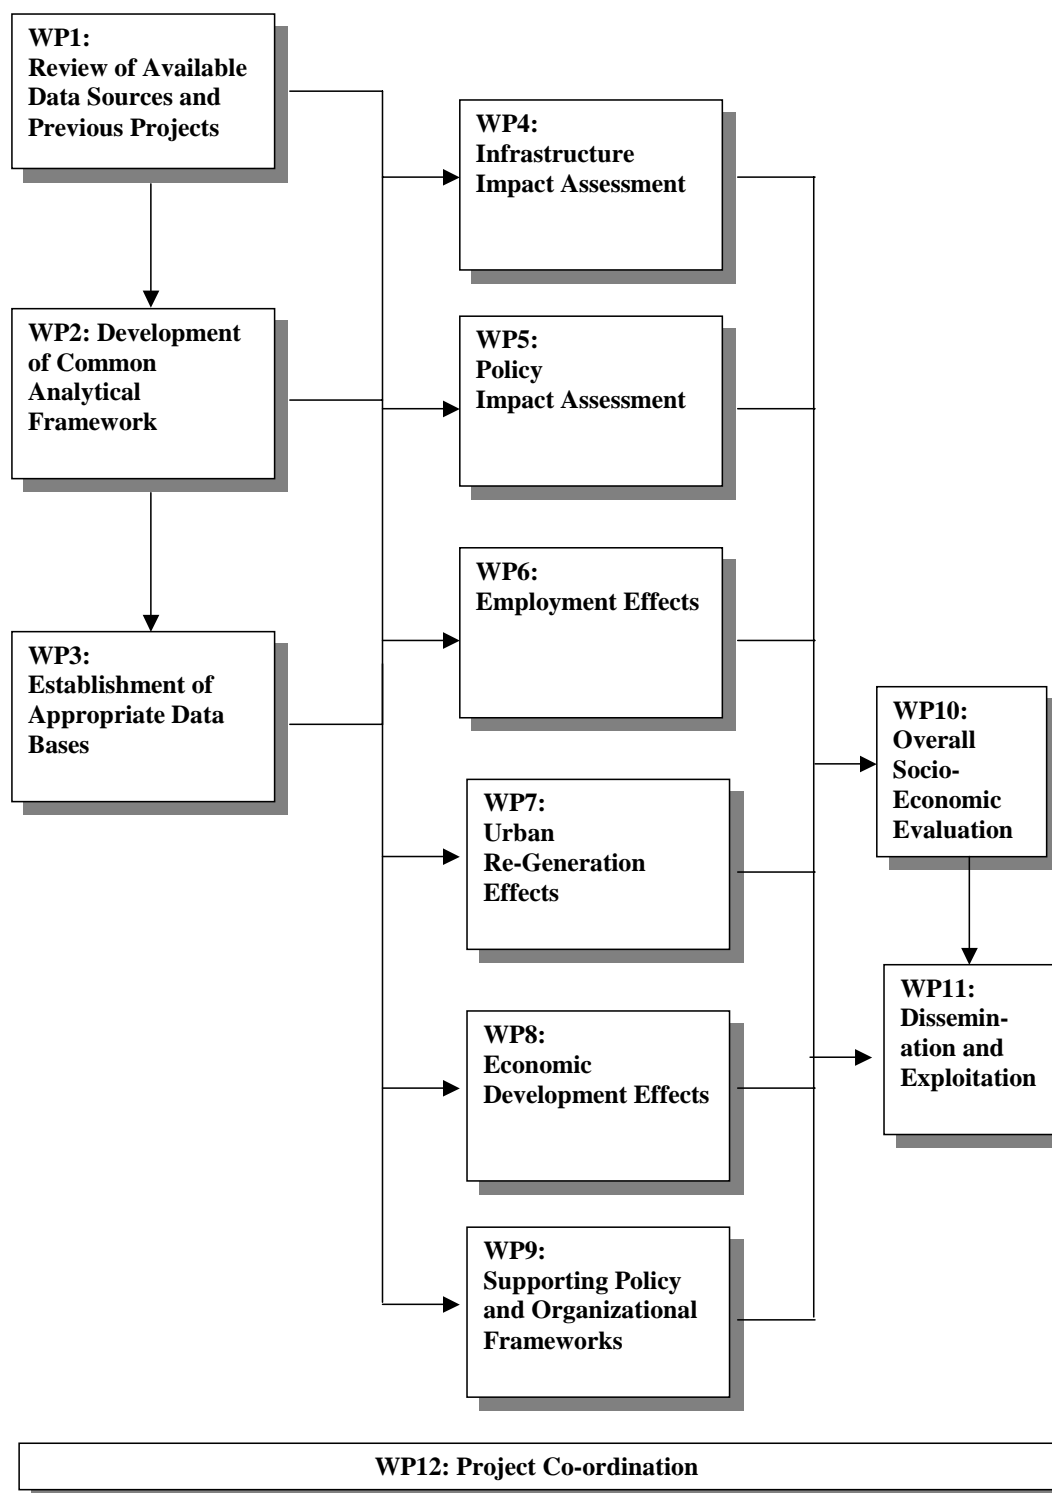 WP1:
Review of Available
Data Sources and
Previous Projects
WP2: Development
of Common
Analytical
Framework
WP3:
Establishment of
Appropriate Data
Bases
WP4:
Infrastructure
Impact Assessment
WP5:
Policy
Impact Assessment
WP6:
Employment Effects
WP7:
Urban
Re-Generation
Effects
WP8:
Economic
Development Effects
WP9:
Supporting Policy
and Organizational
Frameworks
WP10:
Overall
Socio-
Economic
Evaluation
WP11:
Dissemin-
ation and
Exploitation
WP12: Project Co-ordination